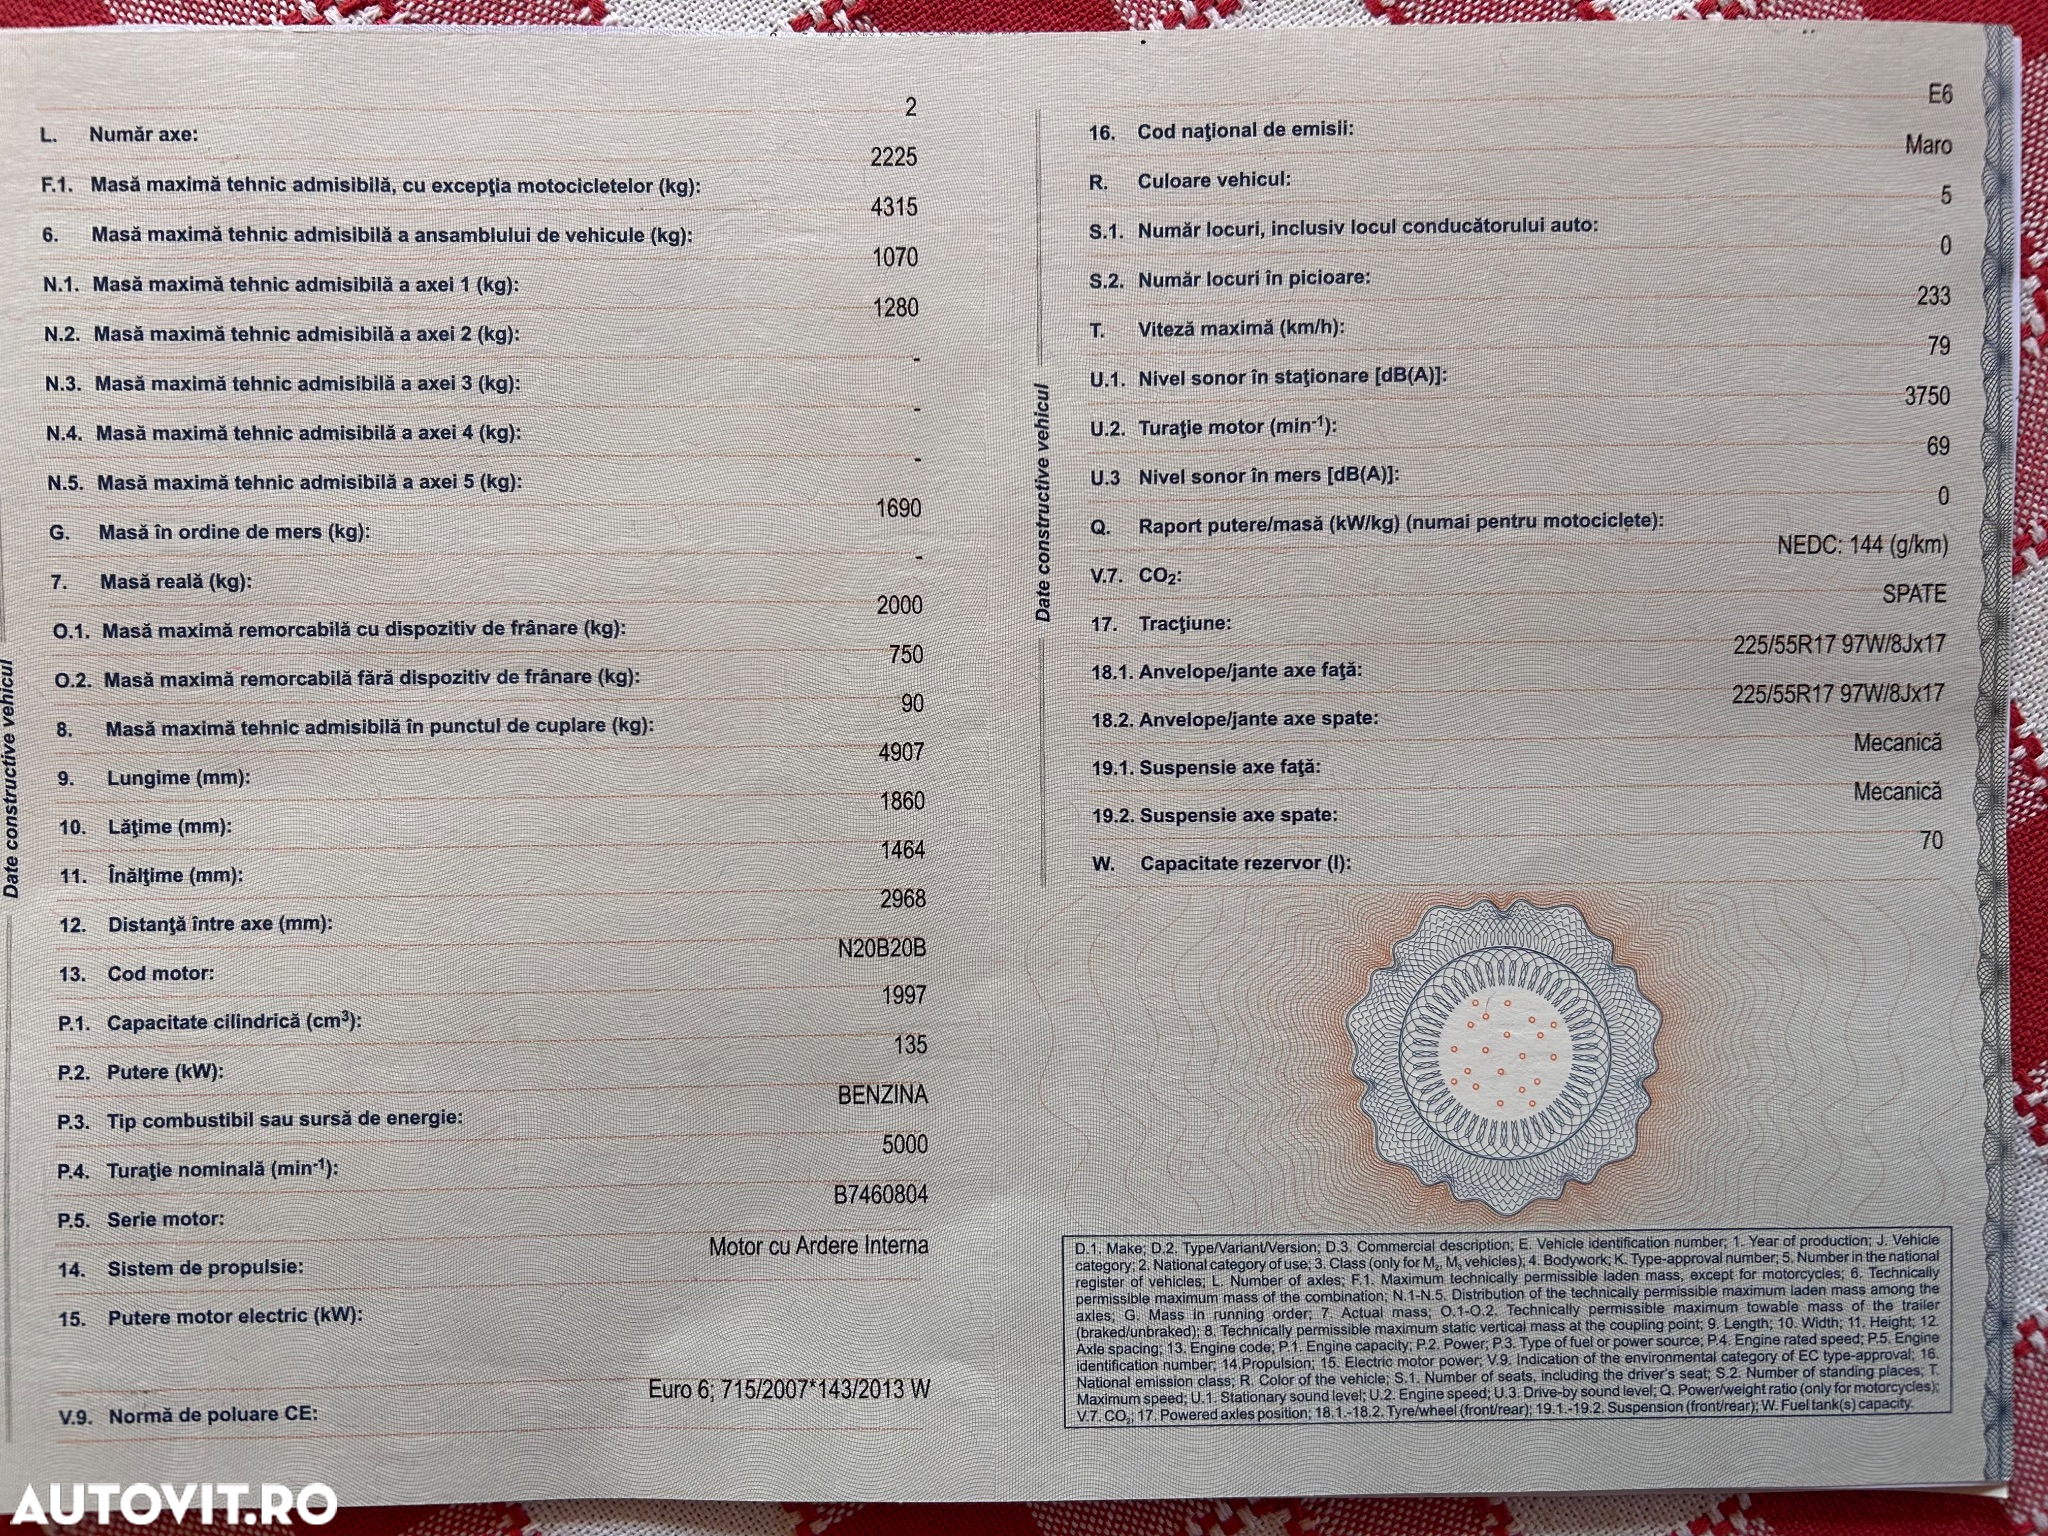 2
L. Număr axe:
2225
F.1. Masă maximă tehnic admisibilă, cu excepţia motocicletelor (kg):
4315
6. Masă maximă tehnic admisibilă a ansamblului de vehicule (kg):
1070
N.1. Masă maximă tehnic admisibilă a axei 1 (kg):
1280
N.2. Masă maximă tehnic admisibilă a axei 2 (kg):
-
N.3. Masă maximă tehnic admisibilă a axei 3 (kg):
-
N.4. Masă maximă tehnic admisibilă a axei 4 (kg):
-
N.5. Masă maximă tehnic admisibilă a axei 5 (kg):
1690
G. Masă în ordine de mers (kg):
-
7. Masă reală (kg):
2000
O.1. Masă maximă remorcabilă cu dispozitiv de frânare (kg):
750
O.2. Masă maximă remorcabilă fără dispozitiv de frânare (kg):
90
8. Masă maximă tehnic admisibilă în punctul de cuplare (kg):
4907
9. Lungime (mm):
1860
10. Lăţime (mm):
1464
11. Înălţime (mm):
2968
12. Distanţă între axe (mm):
N20B20B
13. Cod motor:
1997
P.1. Capacitate cilindrică (cm³):
135
P.2. Putere (kW):
BENZINA
P.3. Tip combustibil sau sursă de energie:
5000
P.4. Turaţie nominală (min⁻¹):
B7460804
P.5. Serie motor:
Motor cu Ardere Interna
14. Sistem de propulsie:
15. Putere motor electric (kW):
Euro 6; 715/2007*143/2013 W
V.9. Normă de poluare CE:
Date constructive vehicul
E6
16. Cod naţional de emisii:
Maro
R. Culoare vehicul:
5
S.1. Număr locuri, inclusiv locul conducătorului auto:
0
S.2. Număr locuri în picioare:
233
T. Viteză maximă (km/h):
79
U.1. Nivel sonor în staţionare [dB(A)]:
3750
U.2. Turaţie motor (min⁻¹):
69
U.3 Nivel sonor în mers [dB(A)]:
0
Q. Raport putere/masă (kW/kg) (numai pentru motociclete):
NEDC: 144 (g/km)
V.7. CO₂:
SPATE
17. Tracţiune:
225/55R17 97W/8Jx17
18.1. Anvelope/jante axe faţă:
225/55R17 97W/8Jx17
18.2. Anvelope/jante axe spate:
Mecanică
19.1. Suspensie axe faţă:
Mecanică
19.2. Suspensie axe spate:
70
W. Capacitate rezervor (l):
Date constructive vehicul
D.1. Make; D.2. Type/Variant/Version; D.3. Commercial description; E. Vehicle identification number; 1. Year of production; J. Vehicle
category; 2. National category of use; 3. Class (only for M₂, M₃ vehicles); 4. Bodywork; K. Type-approval number; 5. Number in the national
register of vehicles; L. Number of axles; F.1. Maximum technically permissible laden mass, except for motorcycles; 6. Technically
permissible maximum mass of the combination; N.1-N.5. Distribution of the technically permissible maximum laden mass among the
axles; G. Mass in running order; 7. Actual mass; O.1-O.2. Technically permissible maximum towable mass of the trailer
(braked/unbraked); 8. Technically permissible maximum static vertical mass at the coupling point; 9. Length; 10. Width; 11. Height; 12.
Axle spacing; 13. Engine code; P.1. Engine capacity; P.2. Power; P.3. Type of fuel or power source; P.4. Engine rated speed; P.5. Engine
identification number; 14.Propulsion; 15. Electric motor power; V.9. Indication of the environmental category of EC type-approval; 16.
National emission class; R. Color of the vehicle; S.1. Number of seats, including the driver's seat; S.2. Number of standing places; T.
Maximum speed; U.1. Stationary sound level; U.2. Engine speed; U.3. Drive-by sound level; Q. Power/weight ratio (only for motorcycles);
V.7. CO₂; 17. Powered axles position; 18.1.-18.2. Tyre/wheel (front/rear); 19.1.-19.2. Suspension (front/rear); W. Fuel tank(s) capacity.
AUTOVIT.RO